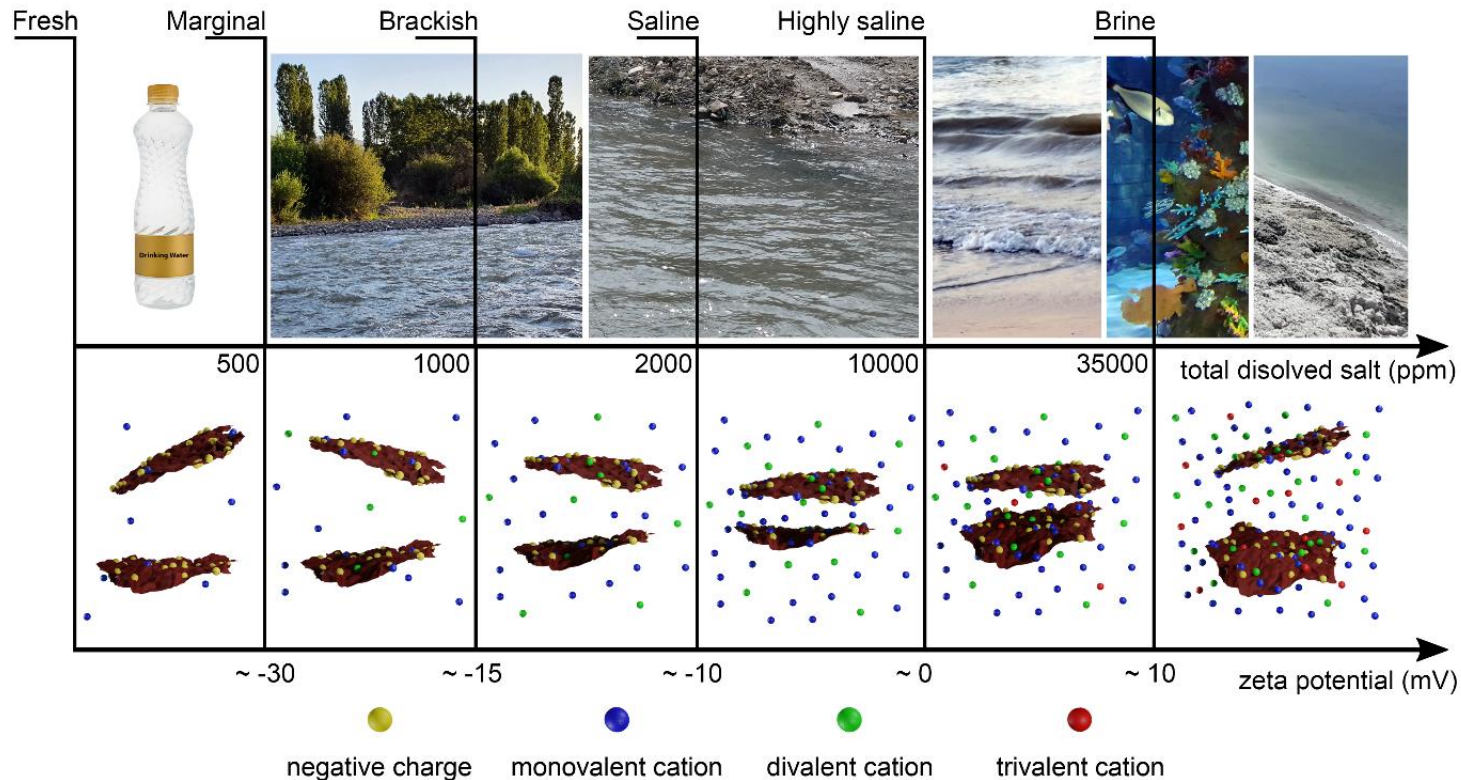 Fresh
Marginal
Brackish
Saline
Highly saline
Brine
Drinking Water
500
1000
2000
10000
35000
total disolved salt (ppm)
~ -30
~ -15
~ -10
~ 0
~ 10
zeta potential (mV)
negative charge
monovalent cation
divalent cation
trivalent cation